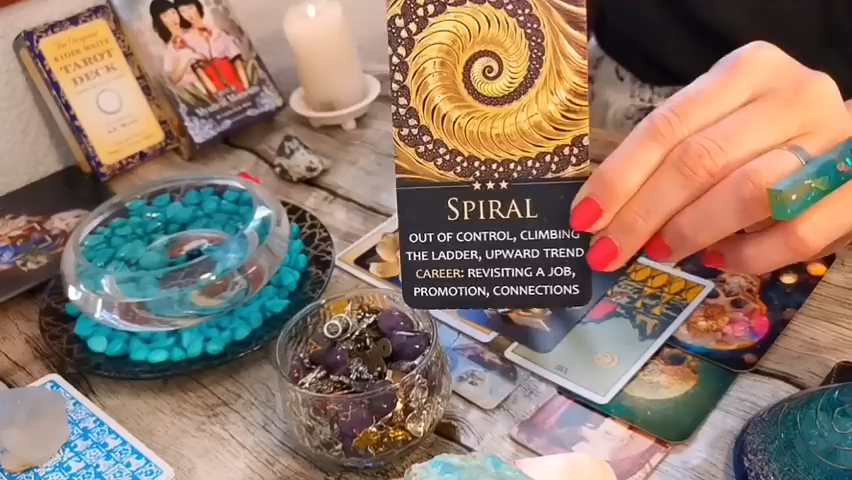 The Original
RIDER WAITE
TAROT DECK
SPIRAL
OUT OF CONTROL, CLIMBING
THE LADDER, UPWARD TREND
CAREER: REVISITING A JOB,
PROMOTION, CONNECTIONS.